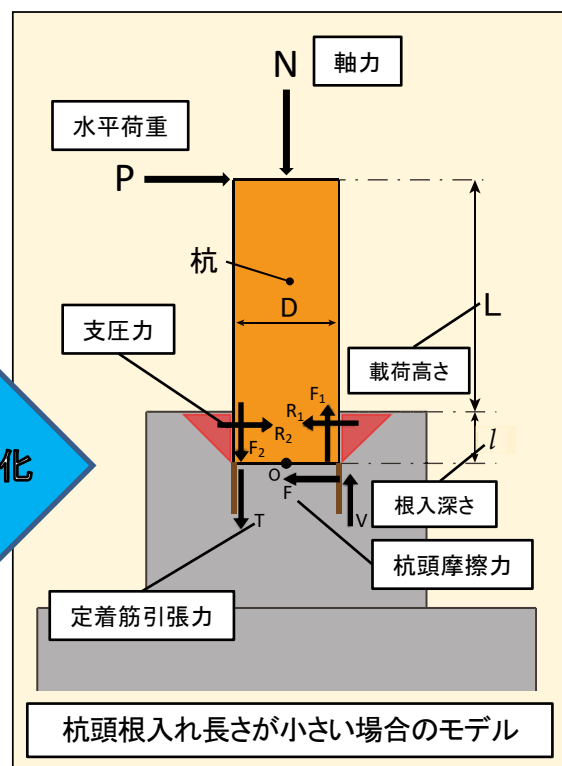 N
軸力
水平荷重
P
杭
D
支圧力
L
載荷高さ
F1
R1
R2
F2
l
化
O
F
根入深さ
T
V
杭頭摩擦力
定着筋引張力
杭頭根入れ長さが小さい場合のモデル